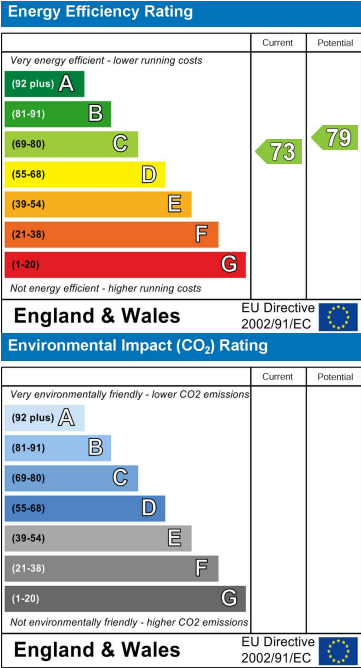 Energy Efficiency Rating
Current Potential
Very energy efficient - lower running costs
(92 plus) A
(81-91) B
(69-80) C
73 79
(55-68) D
(39-54) E
(21-38) F
(1-20) G
Not energy efficient - higher running costs
England & Wales
EU Directive
2002/91/EC
Environmental Impact (CO₂) Rating
Current Potential
Very environmentally friendly - lower CO2 emissions
(92 plus) A
(81-91) B
(69-80) C
(55-68) D
(39-54) E
(21-38) F
(1-20) G
Not environmentally friendly - higher CO2 emissions
England & Wales
EU Directive
2002/91/EC